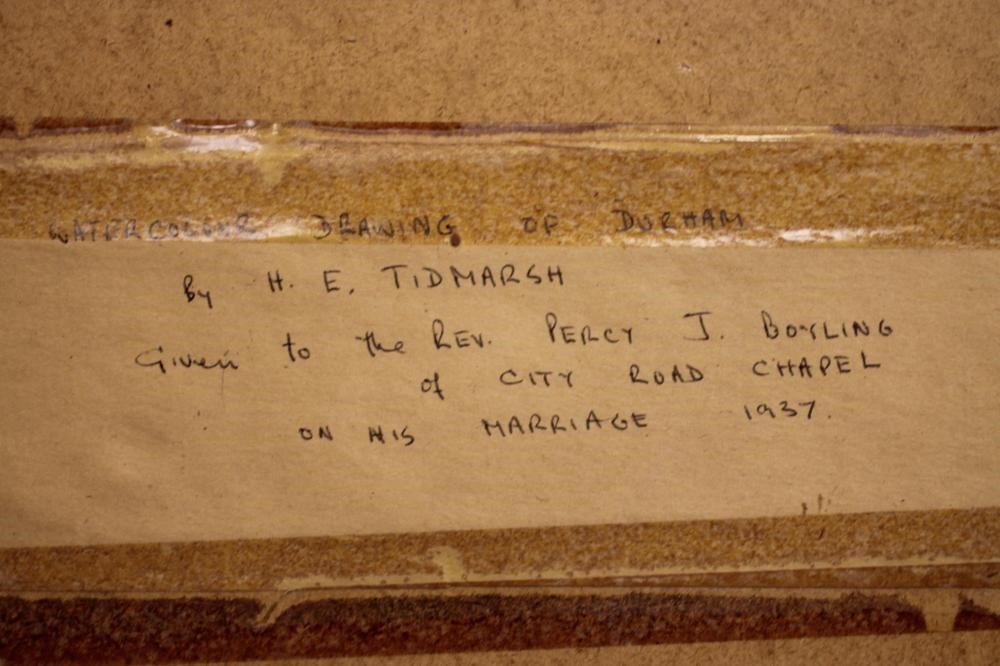 WATERCOLOUR DRAWING OF DURHAM
By H. E. TIDMARSH
Given to the REV. PERCY J. BOYLING
of CITY ROAD CHAPEL
ON HIS MARRIAGE 1937.